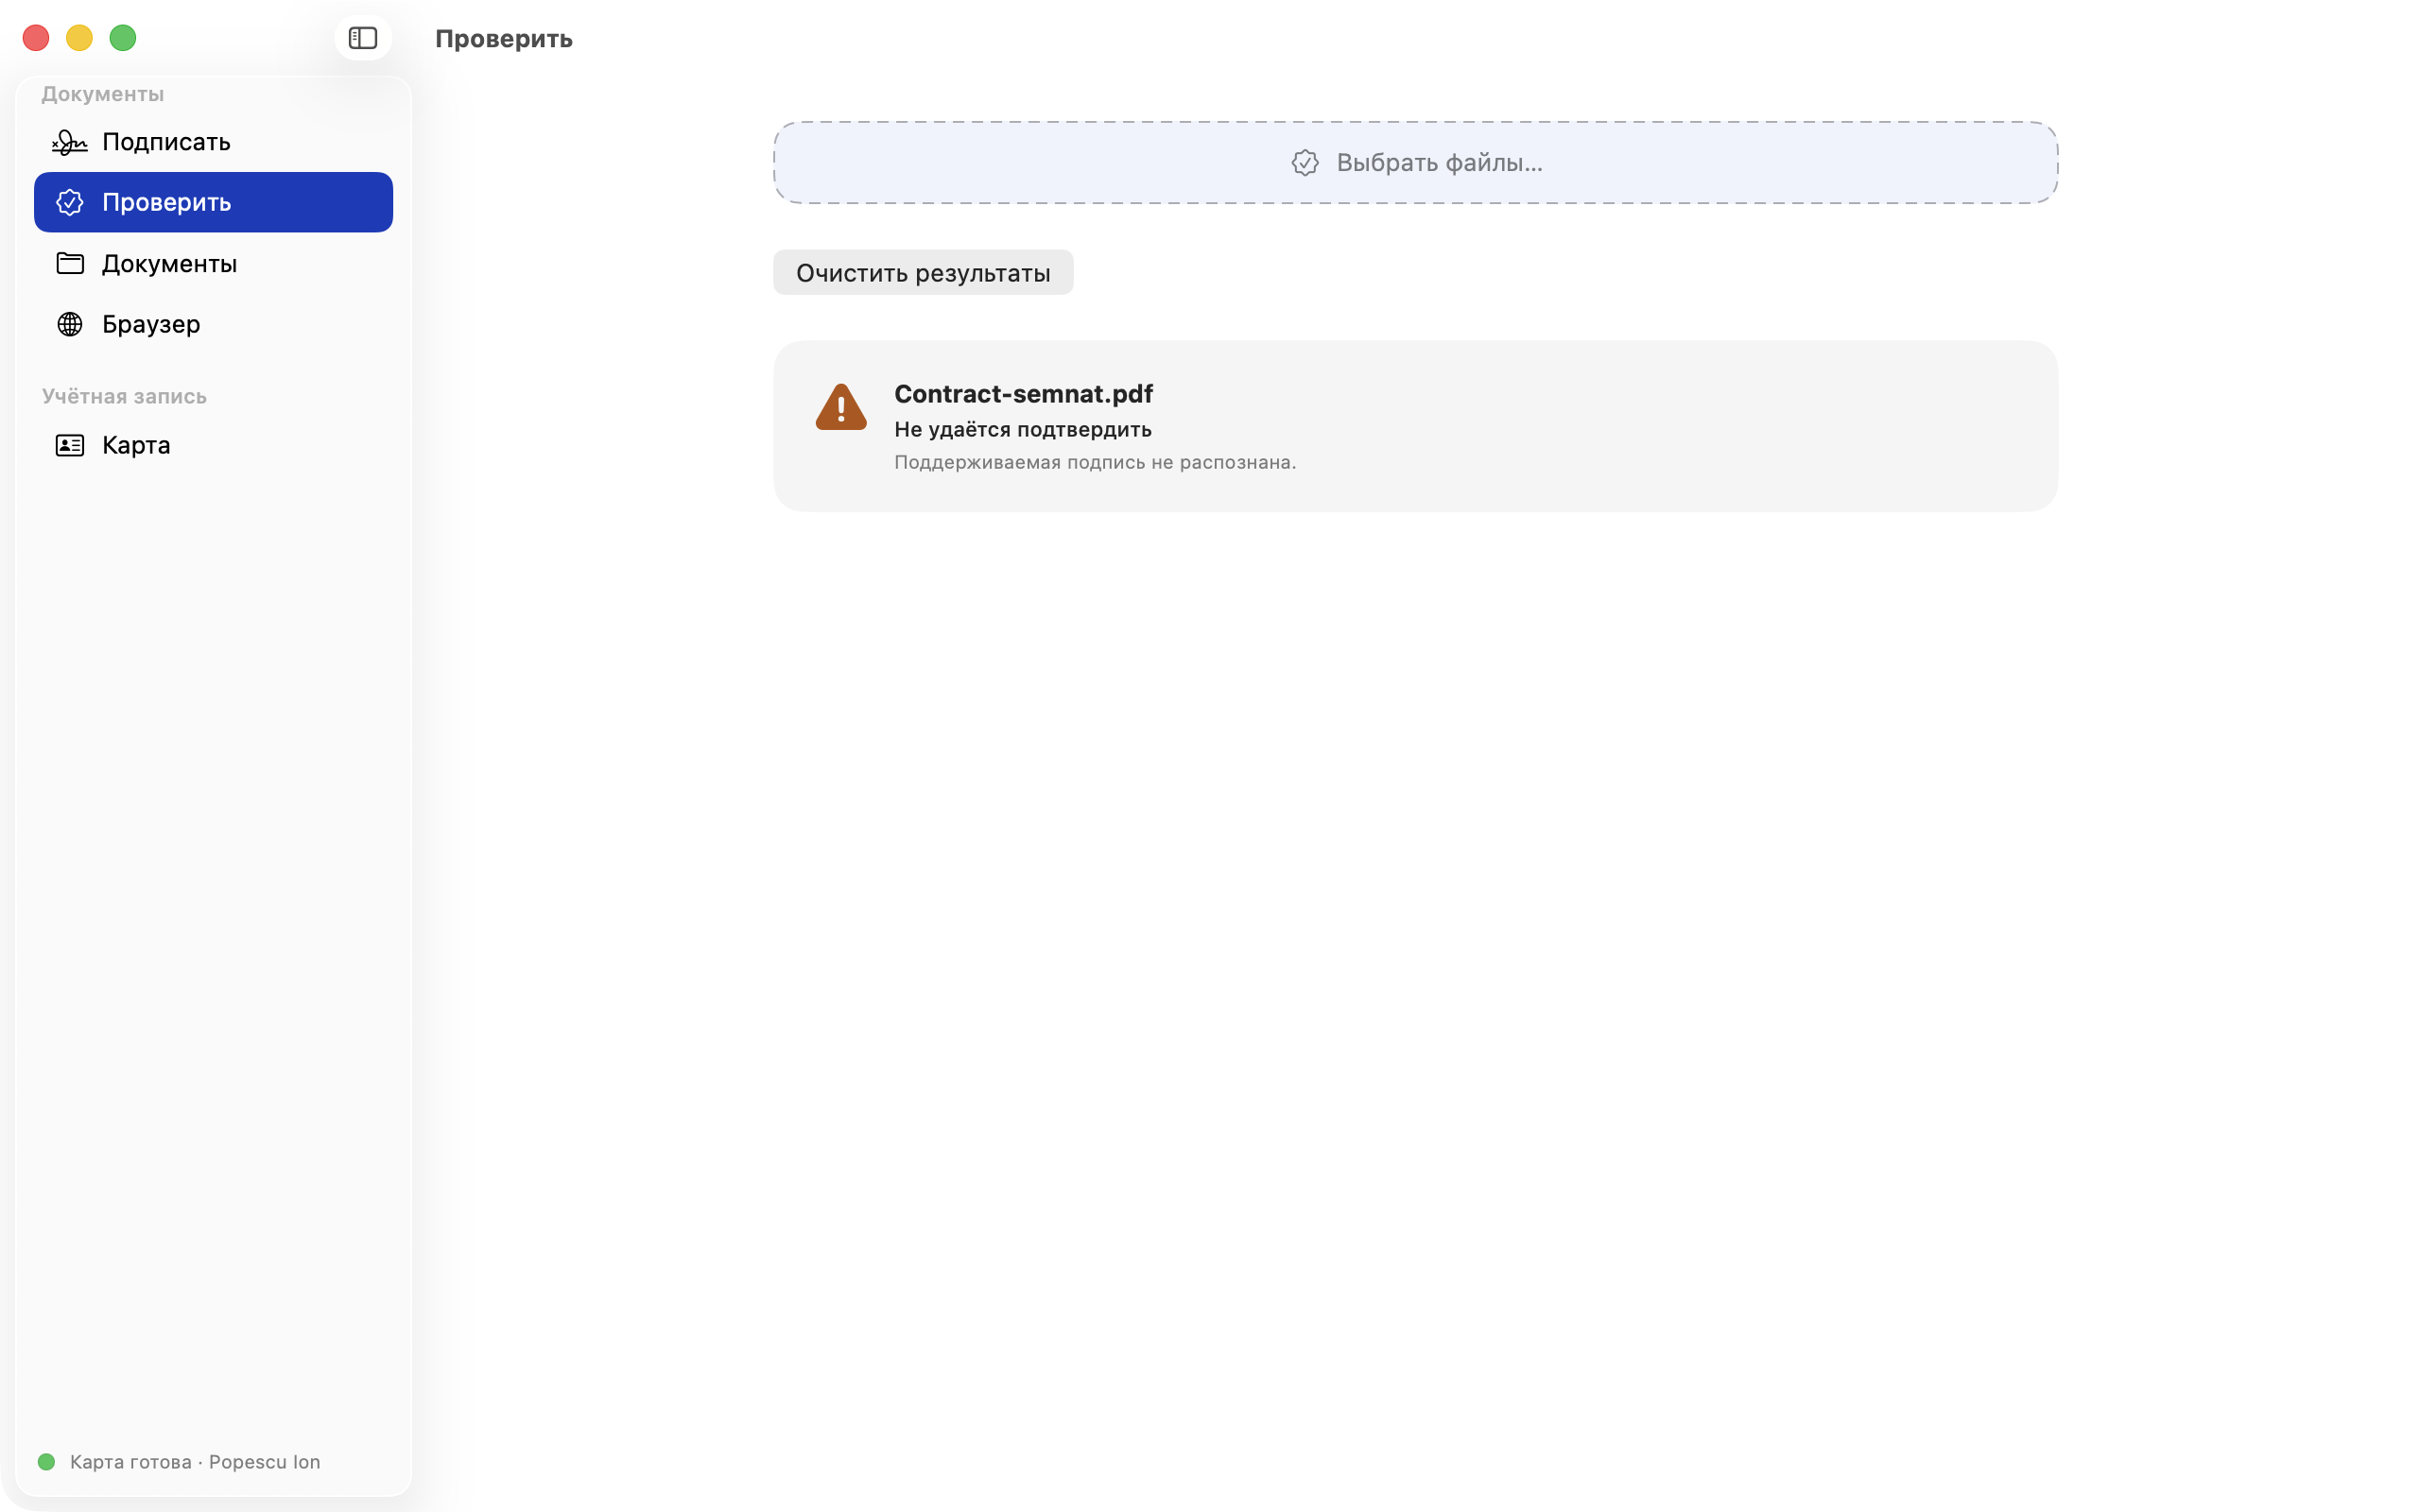 Проверить
Документы
Подписать
Проверить
Документы
Браузер
Учётная запись
Карта
Карта готова · Popescu Ion
Выбрать файлы...
Очистить результаты
Contract-semnat.pdf
Не удаётся подтвердить
Поддерживаемая подпись не распознана.